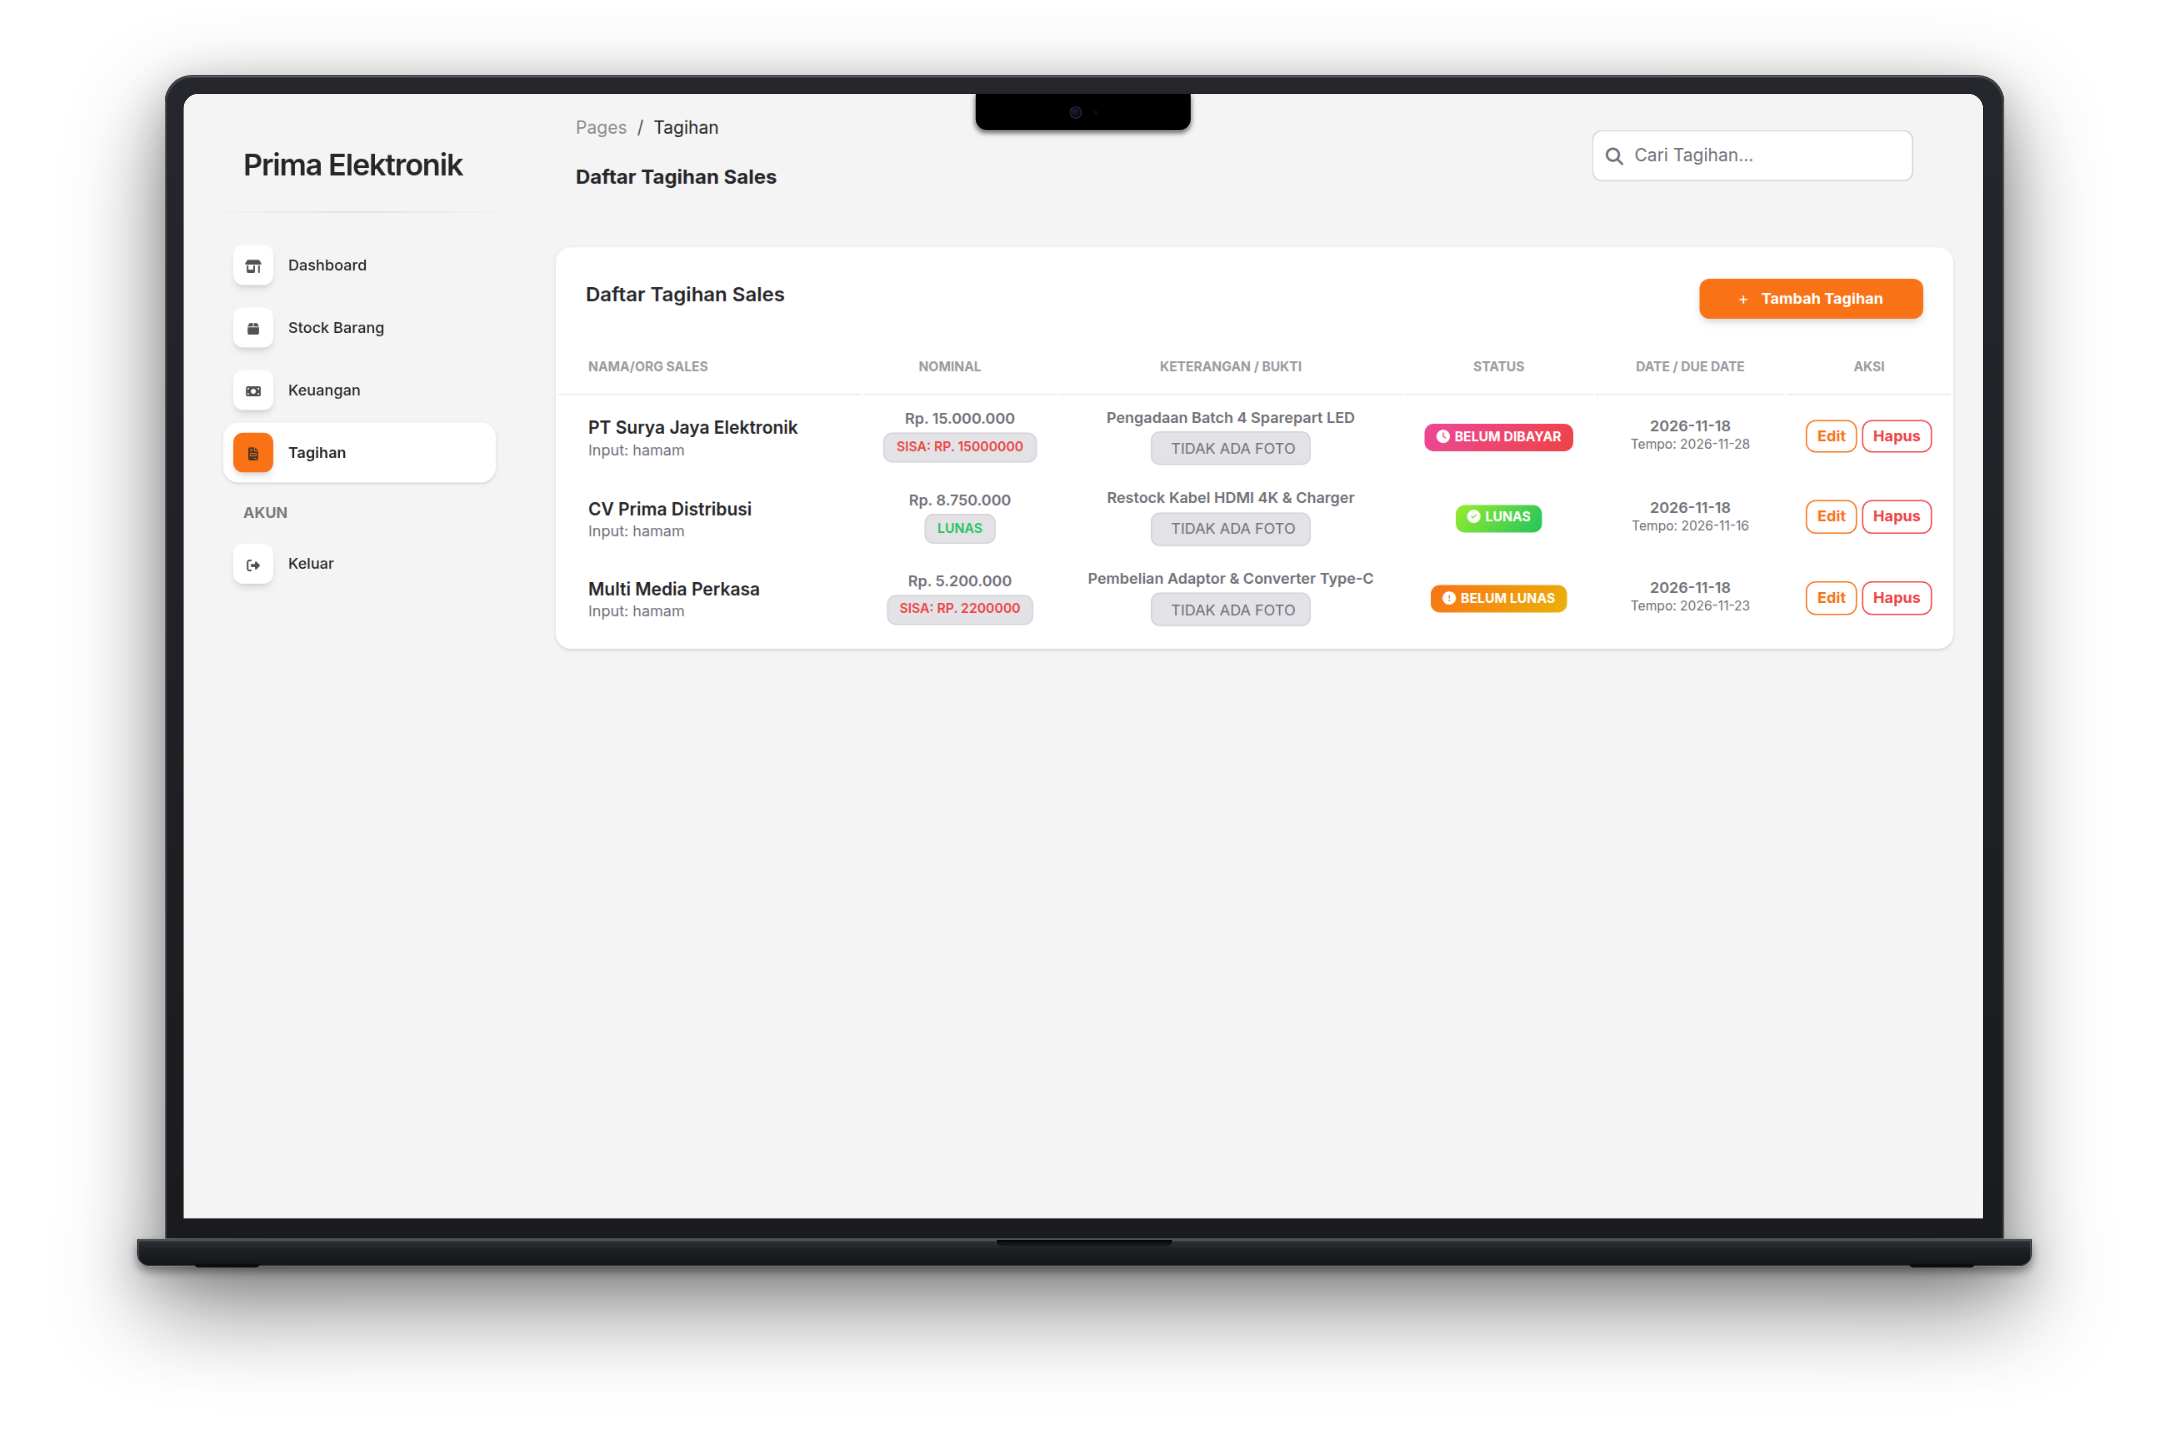 Prima Elektronik
Dashboard
Stock Barang
Keuangan
Tagihan
AKUN
Keluar
Pages / Tagihan
Daftar Tagihan Sales
Cari Tagihan...
Daftar Tagihan Sales
+ Tambah Tagihan
NAMA/ORG SALES NOMINAL KETERANGAN / BUKTI STATUS DATE / DUE DATE AKSI
PT Surya Jaya Elektronik
Input: hamam
Rp. 15.000.000
SISA: RP. 15000000
Pengadaan Batch 4 Sparepart LED
TIDAK ADA FOTO
BELUM DIBAYAR
2026-11-18
Tempo: 2026-11-28
Edit Hapus
CV Prima Distribusi
Input: hamam
Rp. 8.750.000
LUNAS
Restock Kabel HDMI 4K & Charger
TIDAK ADA FOTO
LUNAS
2026-11-18
Tempo: 2026-11-16
Edit Hapus
Multi Media Perkasa
Input: hamam
Rp. 5.200.000
SISA: RP. 2200000
Pembelian Adaptor & Converter Type-C
TIDAK ADA FOTO
BELUM LUNAS
2026-11-18
Tempo: 2026-11-23
Edit Hapus